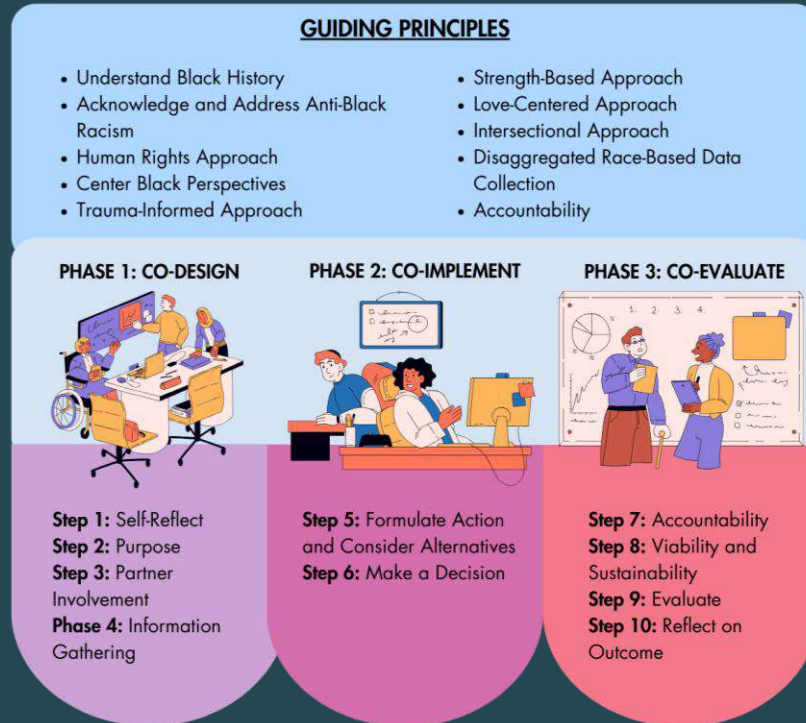 GUIDING PRINCIPLES
• Understand Black History
• Acknowledge and Address Anti-Black
Racism
• Human Rights Approach
• Center Black Perspectives
• Trauma-Informed Approach
• Strength-Based Approach
• Love-Centered Approach
• Intersectional Approach
• Disaggregated Race-Based Data
Collection
• Accountability
PHASE 1: CO-DESIGN
Step 1: Self-Reflect
Step 2: Purpose
Step 3: Partner
Involvement
Phase 4: Information
Gathering
PHASE 2: CO-IMPLEMENT
Step 5: Formulate Action
and Consider Alternatives
Step 6: Make a Decision
PHASE 3: CO-EVALUATE
1. 2. 3. 4.
% % %
Step 7: Accountability
Step 8: Viability and
Sustainability
Step 9: Evaluate
Step 10: Reflect on
Outcome